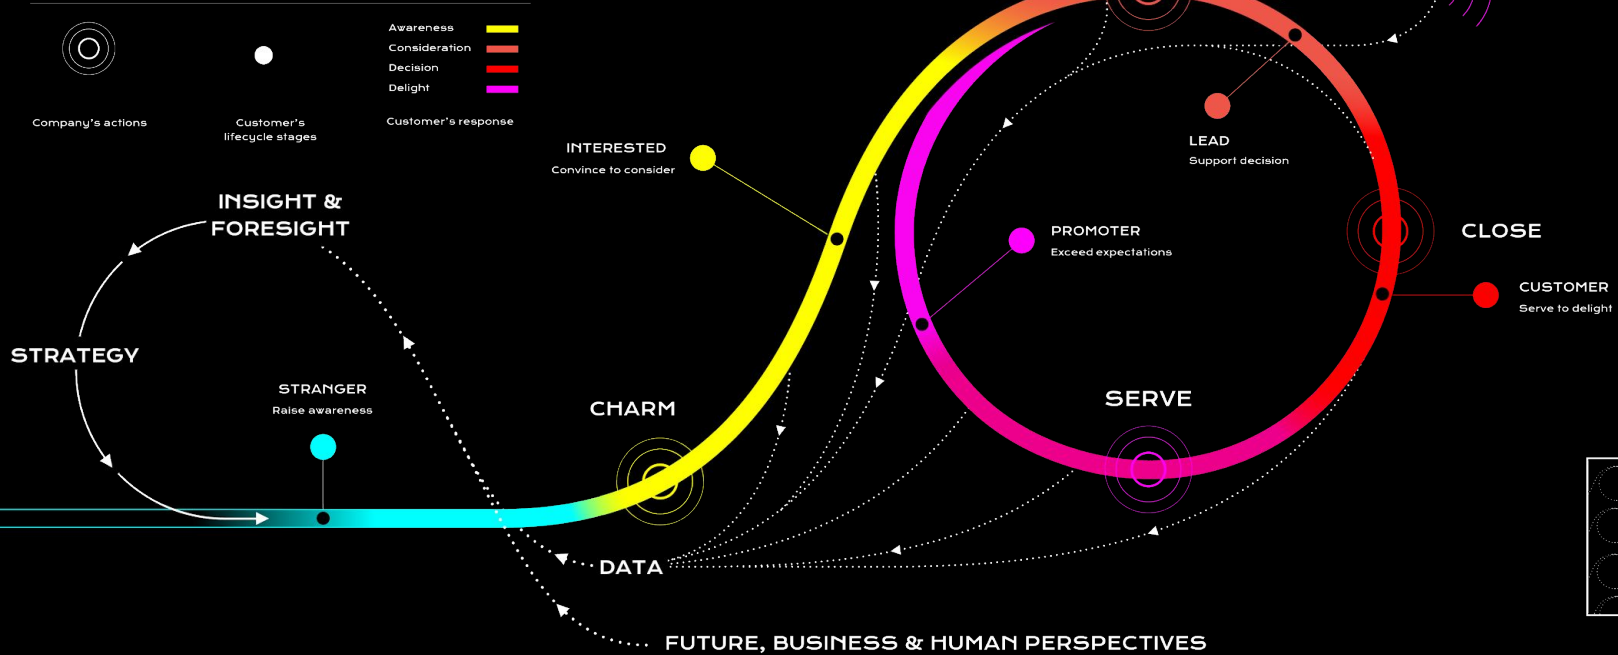 Awareness
Consideration
Decision
Delight
Company's actions
Customer's
lifecycle stages
Customer's response
INTERESTED
Convince to consider
LEAD
Support decision
INSIGHT &
FORESIGHT
PROMOTER
Exceed expectations
CLOSE
CUSTOMER
Serve to delight
STRATEGY
STRANGER
Raise awareness
CHARM
SERVE
DATA
FUTURE, BUSINESS & HUMAN PERSPECTIVES